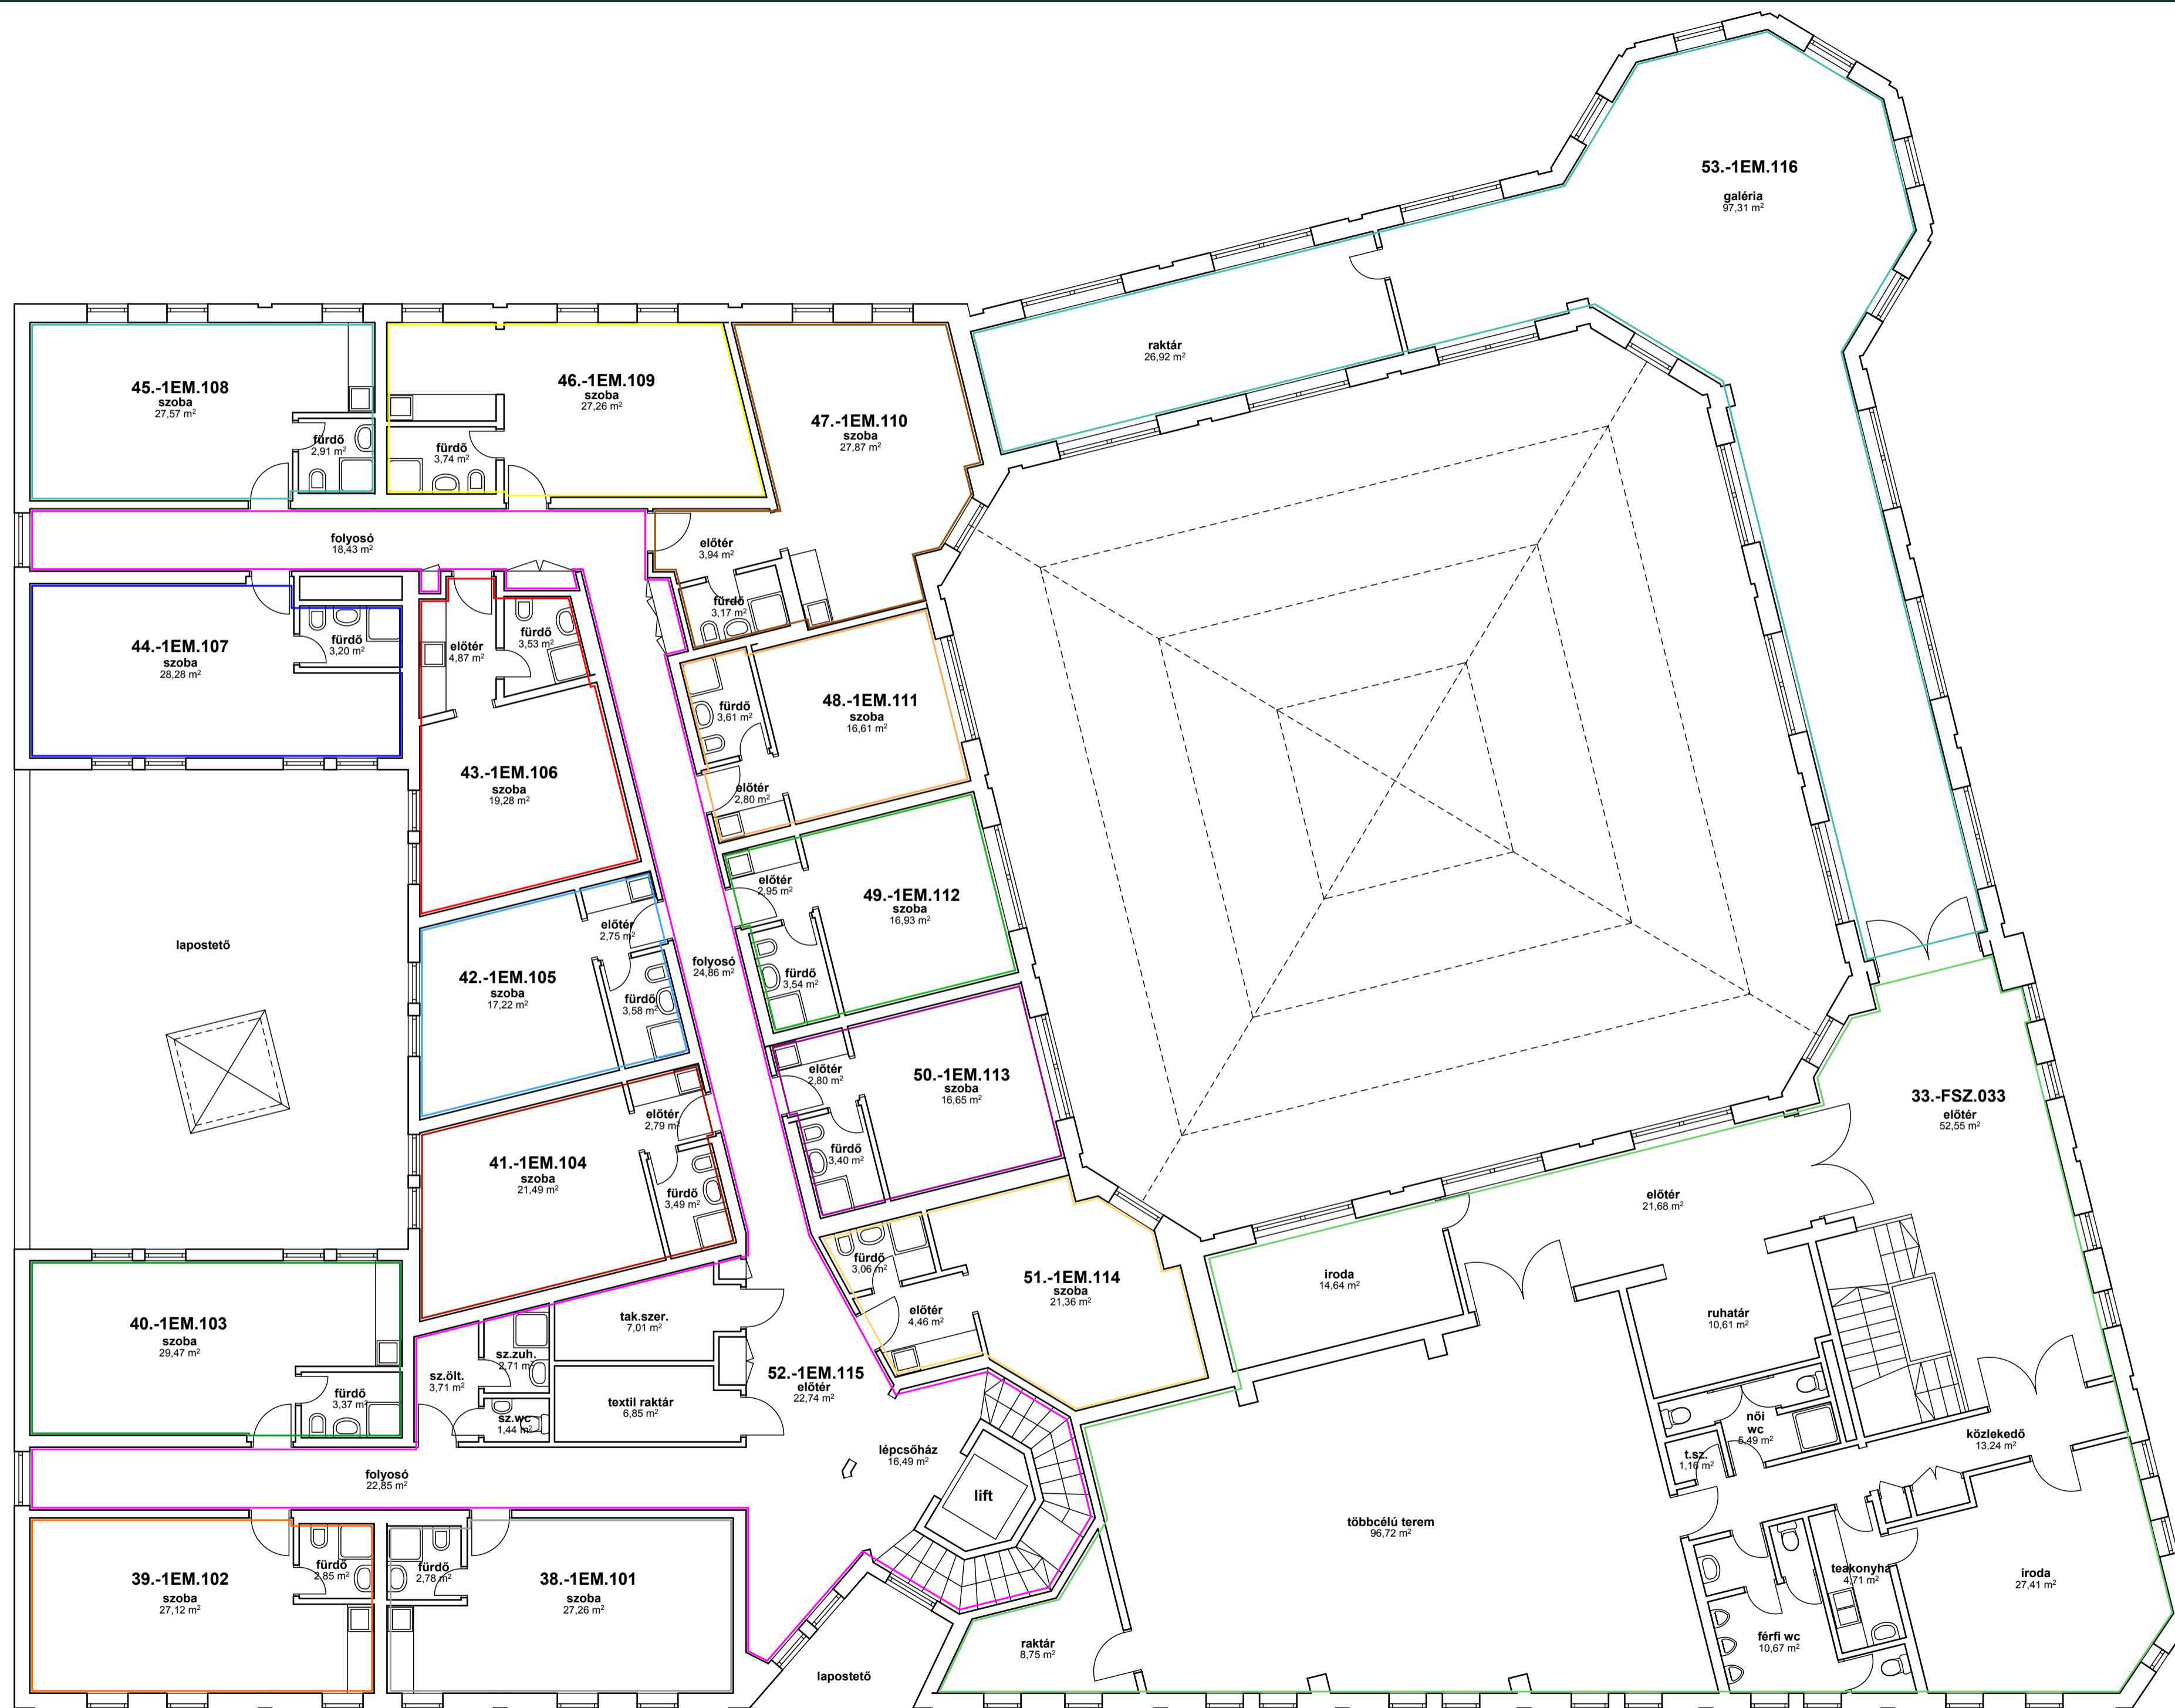 53.-1EM.116
galéria
97,31 m²
raktár
26,92 m²
45.-1EM.108
szoba
27,57 m²
fürdő
2,91 m²
46.-1EM.109
szoba
27,26 m²
fürdő
3,74 m²
47.-1EM.110
szoba
27,87 m²
előtér
3,94 m²
fürdő
3,17 m²
folyosó
18,43 m²
44.-1EM.107
szoba
28,28 m²
fürdő
3,20 m²
előtér
4,87 m²
fürdő
3,53 m²
43.-1EM.106
szoba
19,28 m²
48.-1EM.111
szoba
16,61 m²
fürdő
3,61 m²
előtér
2,80 m²
49.-1EM.112
szoba
16,93 m²
előtér
2,95 m²
fürdő
3,54 m²
lapostető
42.-1EM.105
szoba
17,22 m²
előtér
2,75 m²
fürdő
3,58 m²
folyosó
24,86 m²
50.-1EM.113
szoba
16,65 m²
előtér
2,80 m²
fürdő
3,40 m²
41.-1EM.104
szoba
21,49 m²
előtér
2,79 m²
fürdő
3,49 m²
33.-FSZ.033
előtér
52,55 m²
előtér
21,68 m²
51.-1EM.114
szoba
21,36 m²
fürdő
3,06 m²
előtér
4,46 m²
iroda
14,64 m²
ruhatár
10,61 m²
40.-1EM.103
szoba
29,47 m²
fürdő
3,37 m²
tak.szer.
7,01 m²
sz.zuh.
2,71 m²
sz.ölt.
3,71 m²
sz.wc
1,44 m²
textil raktár
6,85 m²
52.-1EM.115
előtér
22,74 m²
női
wc
5,49 m²
t.sz.
1,16 m²
közlekedő
13,24 m²
lépcsőház
16,49 m²
lift
folyosó
22,85 m²
többcélú terem
96,72 m²
39.-1EM.102
szoba
27,12 m²
fürdő
2,85 m²
fürdő
2,78 m²
38.-1EM.101
szoba
27,26 m²
teakonyha
4,71 m²
iroda
27,41 m²
férfi wc
10,67 m²
raktár
8,75 m²
lapostető